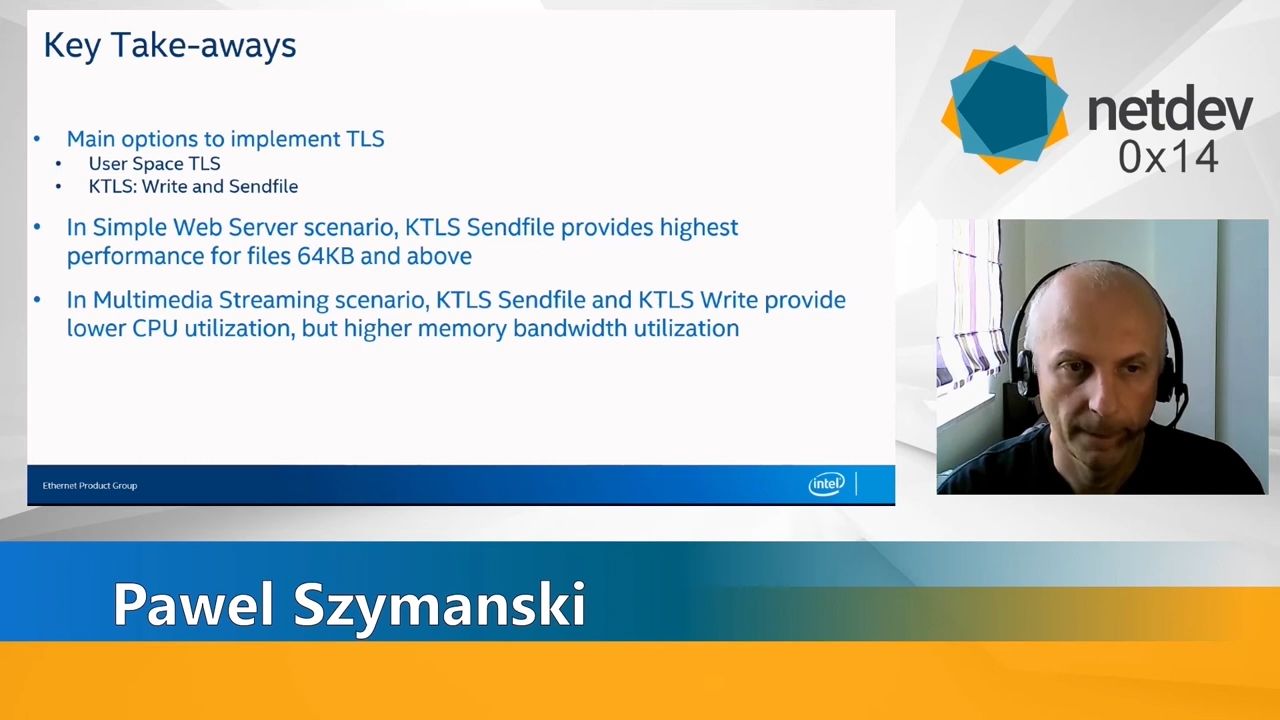 Key Take-aways
• Main options to implement TLS
• User Space TLS
• KTLS: Write and Sendfile
• In Simple Web Server scenario, KTLS Sendfile provides highest
performance for files 64KB and above
• In Multimedia Streaming scenario, KTLS Sendfile and KTLS Write provide
lower CPU utilization, but higher memory bandwidth utilization
Ethernet Product Group
intel
netdev
0x14
Pawel Szymanski